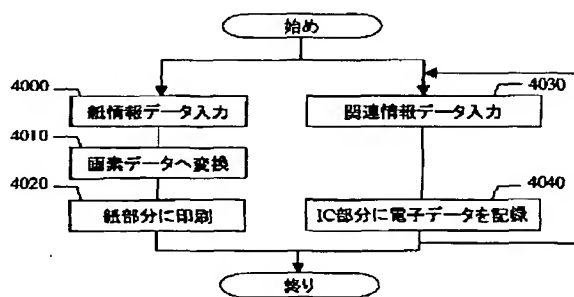 始め
4000
紙情報データ入力
4030
関連情報データ入力
4010
画素データへ変換
4020
紙部分に印刷
4040
IC部分に電子データを記録
終り